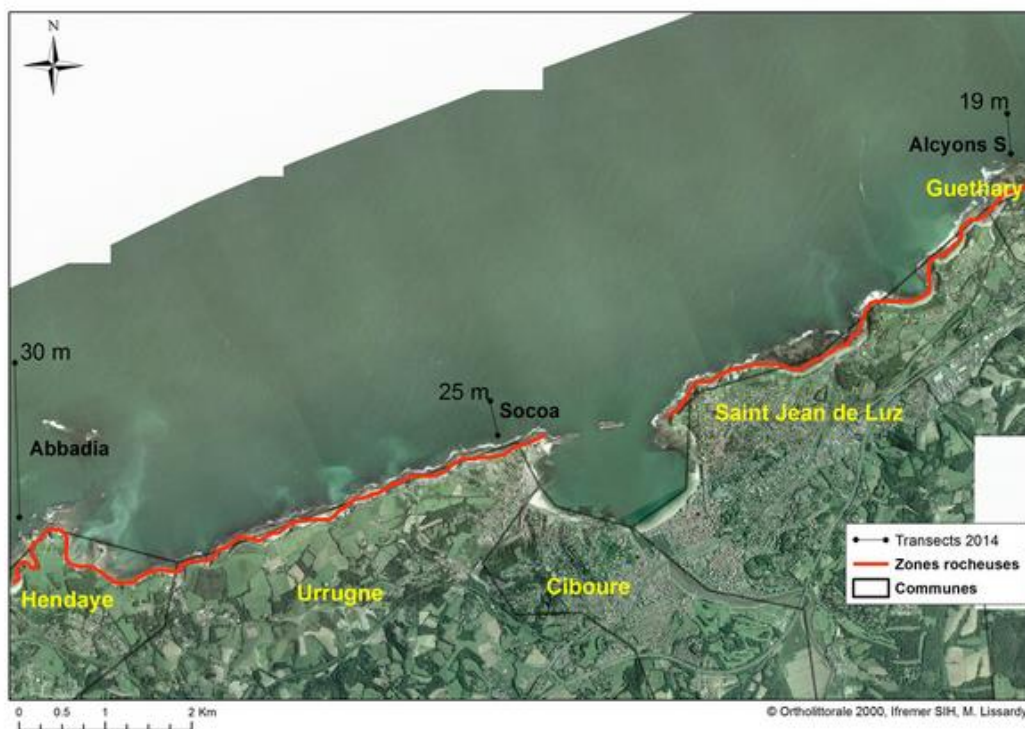 N
19 m
Alcyons S.
Guethary
30 m
25 m
Socoa
Saint Jean de Luz
Abbadia
Transects 2014
Zones rocheuses
Communes
Hendaye
Urrugne
Ciboure
0 0.5 1 2 Km
© Ortholittorale 2000, Ifremer SIH, M. Lissardy